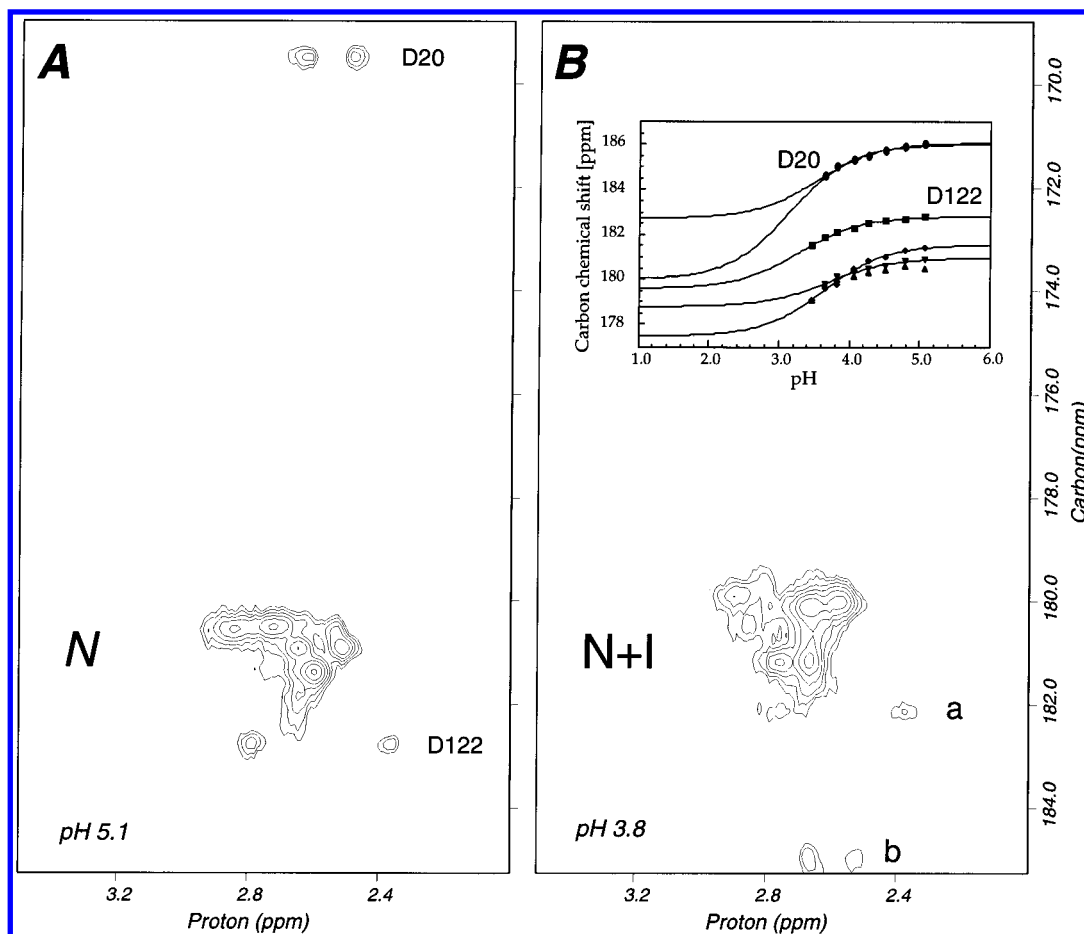 A
D20
N
D122
pH 5.1
3.2
2.8
2.4
Proton (ppm)
B
Carbon chemical shift [ppm]
186
184
182
180
178
D20
D122
1.0
2.0
3.0
4.0
5.0
6.0
pH
N+I
a
b
pH 3.8
3.2
2.8
2.4
Proton (ppm)
170.0
172.0
174.0
176.0
178.0
180.0
182.0
184.0
Carbon(ppm)